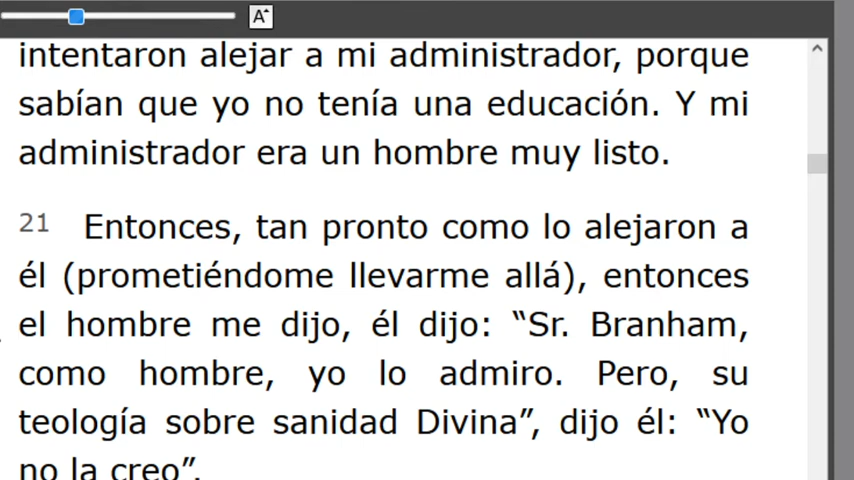 A
intentaron alejar a mi administrador, porque
sabían que yo no tenía una educación. Y mi
administrador era un hombre muy listo.
21 Entonces, tan pronto como lo alejaron a
él (prometiéndome llevarme allá), entonces
el hombre me dijo, él dijo: “Sr. Branham,
como hombre, yo lo admiro. Pero, su
teología sobre sanidad Divina”, dijo él: “Yo
no la creo”.